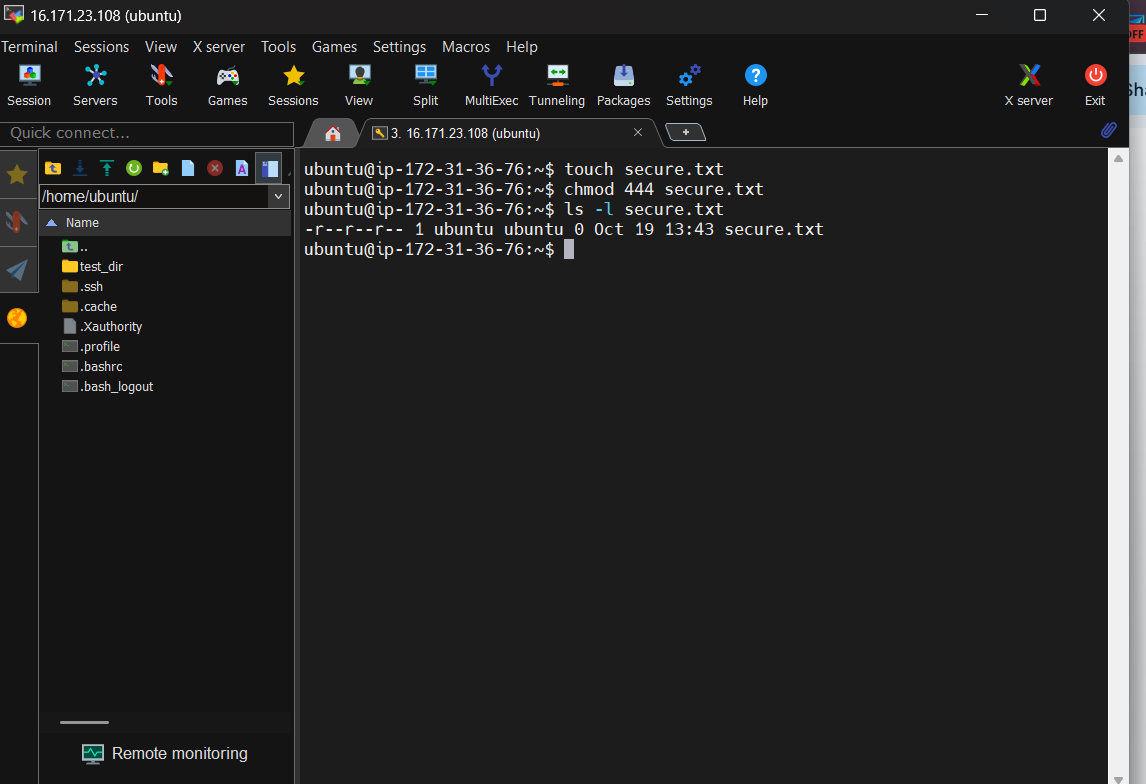 16.171.23.108 (ubuntu)
Terminal Sessions View X server Tools Games Settings Macros Help
Session Servers Tools Games Sessions View Split MultiExec Tunneling Packages Settings Help X server Exit
Quick connect...
3. 16.171.23.108 (ubuntu)
/home/ubuntu/
Name
..
test_dir
.ssh
.cache
.Xauthority
.profile
.bashrc
.bash_logout
Remote monitoring
ubuntu@ip-172-31-36-76:~$ touch secure.txt
ubuntu@ip-172-31-36-76:~$ chmod 444 secure.txt
ubuntu@ip-172-31-36-76:~$ ls -l secure.txt
-r--r--r-- 1 ubuntu ubuntu 0 Oct 19 13:43 secure.txt
ubuntu@ip-172-31-36-76:~$